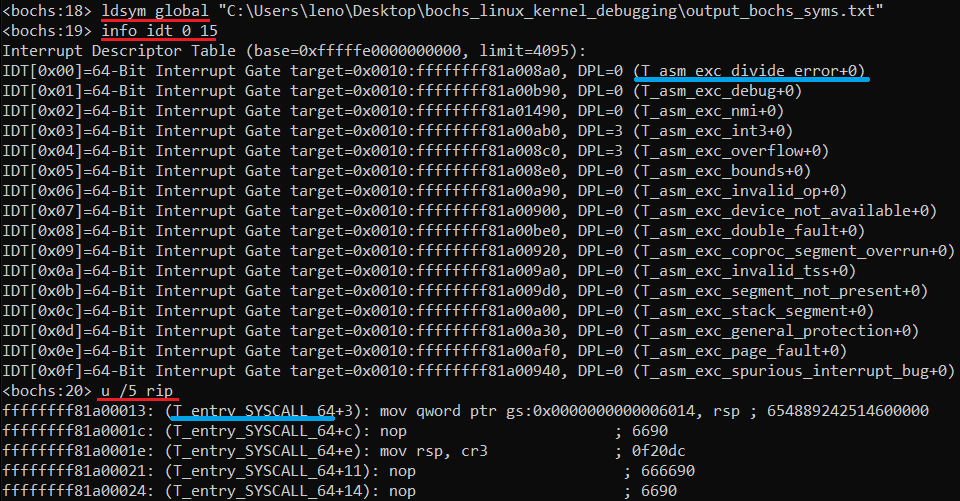 <bochs:18> ldsym global "C:\Users\leno\Desktop\bochs_linux_kernel_debugging\output_bochs_syms.txt"
<bochs:19> info idt 0 15
Interrupt Descriptor Table (base=0xfffffe0000000000, limit=4095):
IDT[0x00]=64-Bit Interrupt Gate target=0x0010:ffffffff81a008a0, DPL=0 (T_asm_exc_divide_error+0)
IDT[0x01]=64-Bit Interrupt Gate target=0x0010:ffffffff81a00b90, DPL=0 (T_asm_exc_debug+0)
IDT[0x02]=64-Bit Interrupt Gate target=0x0010:ffffffff81a01490, DPL=0 (T_asm_exc_nmi+0)
IDT[0x03]=64-Bit Interrupt Gate target=0x0010:ffffffff81a00ab0, DPL=3 (T_asm_exc_int3+0)
IDT[0x04]=64-Bit Interrupt Gate target=0x0010:ffffffff81a008c0, DPL=3 (T_asm_exc_overflow+0)
IDT[0x05]=64-Bit Interrupt Gate target=0x0010:ffffffff81a008e0, DPL=0 (T_asm_exc_bounds+0)
IDT[0x06]=64-Bit Interrupt Gate target=0x0010:ffffffff81a00a90, DPL=0 (T_asm_exc_invalid_op+0)
IDT[0x07]=64-Bit Interrupt Gate target=0x0010:ffffffff81a00900, DPL=0 (T_asm_exc_device_not_available+0)
IDT[0x08]=64-Bit Interrupt Gate target=0x0010:ffffffff81a00be0, DPL=0 (T_asm_exc_double_fault+0)
IDT[0x09]=64-Bit Interrupt Gate target=0x0010:ffffffff81a00920, DPL=0 (T_asm_exc_coproc_segment_overrun+0)
IDT[0x0a]=64-Bit Interrupt Gate target=0x0010:ffffffff81a009a0, DPL=0 (T_asm_exc_invalid_tss+0)
IDT[0x0b]=64-Bit Interrupt Gate target=0x0010:ffffffff81a009d0, DPL=0 (T_asm_exc_segment_not_present+0)
IDT[0x0c]=64-Bit Interrupt Gate target=0x0010:ffffffff81a00a00, DPL=0 (T_asm_exc_stack_segment+0)
IDT[0x0d]=64-Bit Interrupt Gate target=0x0010:ffffffff81a00a30, DPL=0 (T_asm_exc_general_protection+0)
IDT[0x0e]=64-Bit Interrupt Gate target=0x0010:ffffffff81a00af0, DPL=0 (T_asm_exc_page_fault+0)
IDT[0x0f]=64-Bit Interrupt Gate target=0x0010:ffffffff81a00940, DPL=0 (T_asm_exc_spurious_interrupt_bug+0)
<bochs:20> u /5 rip
ffffffff81a00013: (T_entry_SYSCALL_64+3): mov qword ptr gs:0x0000000000006014, rsp ; 654889242514600000
ffffffff81a0001c: (T_entry_SYSCALL_64+c): nop ; 6690
ffffffff81a0001e: (T_entry_SYSCALL_64+e): mov rsp, cr3 ; 0f20dc
ffffffff81a00021: (T_entry_SYSCALL_64+11): nop ; 666690
ffffffff81a00024: (T_entry_SYSCALL_64+14): nop ; 6690